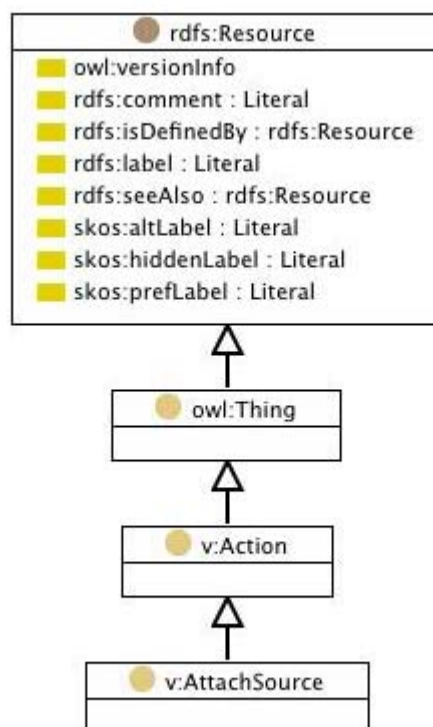 rdfs:Resource
owl:versionInfo
rdfs:comment : Literal
rdfs:isDefinedBy : rdfs:Resource
rdfs:label : Literal
rdfs:seeAlso : rdfs:Resource
skos:altLabel : Literal
skos:hiddenLabel : Literal
skos:prefLabel : Literal
owl:Thing
v:Action
v:AttachSource